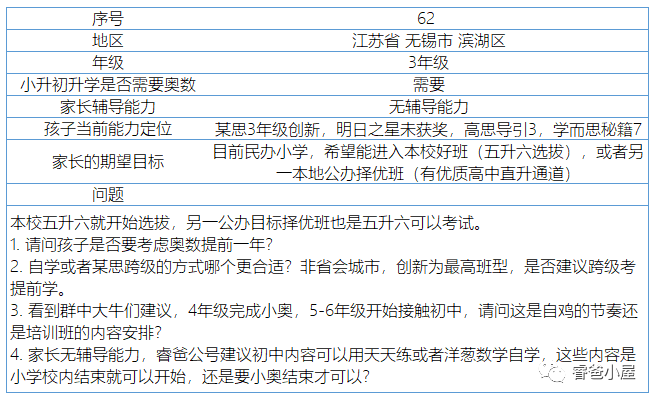 序号 62
地区 江苏省 无锡市 滨湖区
年级 3年级
小升初升学是否需要奥数 需要
家长辅导能力 无辅导能力
孩子当前能力定位 某思3年级创新，明日之星未获奖，高思导引3，学而思秘籍7
家长的期望目标 目前民办小学，希望能进入本校好班（五升六选拔），或者另
一本地公办择优班（有优质高中直升通道）
问题
本校五升六就开始选拔，另一公办目标择优班也是五升六可以考试。
1. 请问孩子是否要考虑奥数提前一年？
2. 自学或者某思跨级的方式哪个更合适？非省会城市，创新为最高班型，是否建议跨级考
提前学。
3. 看到群中大牛们建议，4年级完成小奥，5-6年级开始接触初中，请问这是自鸡的节奏还
是培训班的内容安排？
4. 家长无辅导能力，睿爸公号建议初中内容可以用天天练或者洋葱数学自学，这些内容是
小学校内结束就可以开始，还是要小奥结束才可以？
睿爸小屋